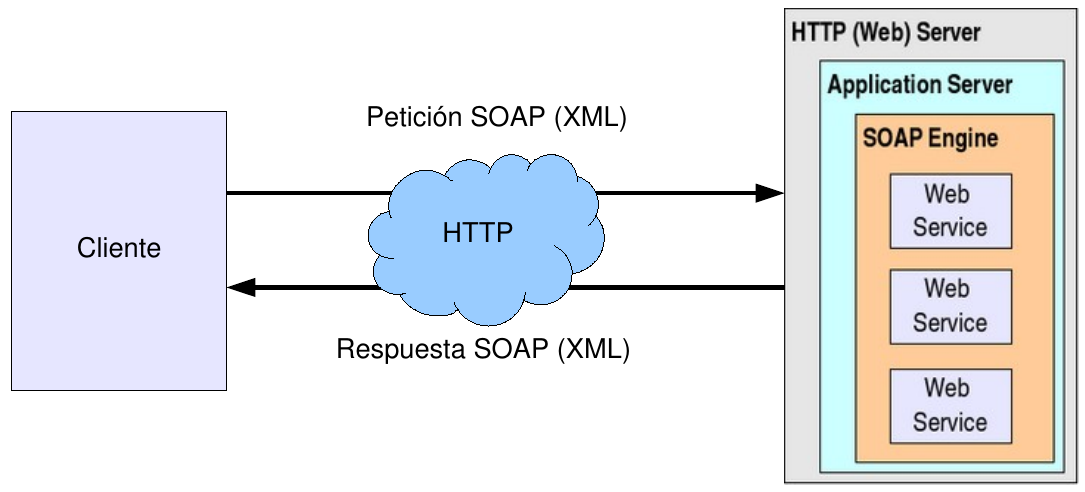 HTTP (Web) Server
Application Server
Petición SOAP (XML)
SOAP Engine
Web
Service
HTTP
Cliente
Web
Service
Respuesta SOAP (XML)
Web
Service